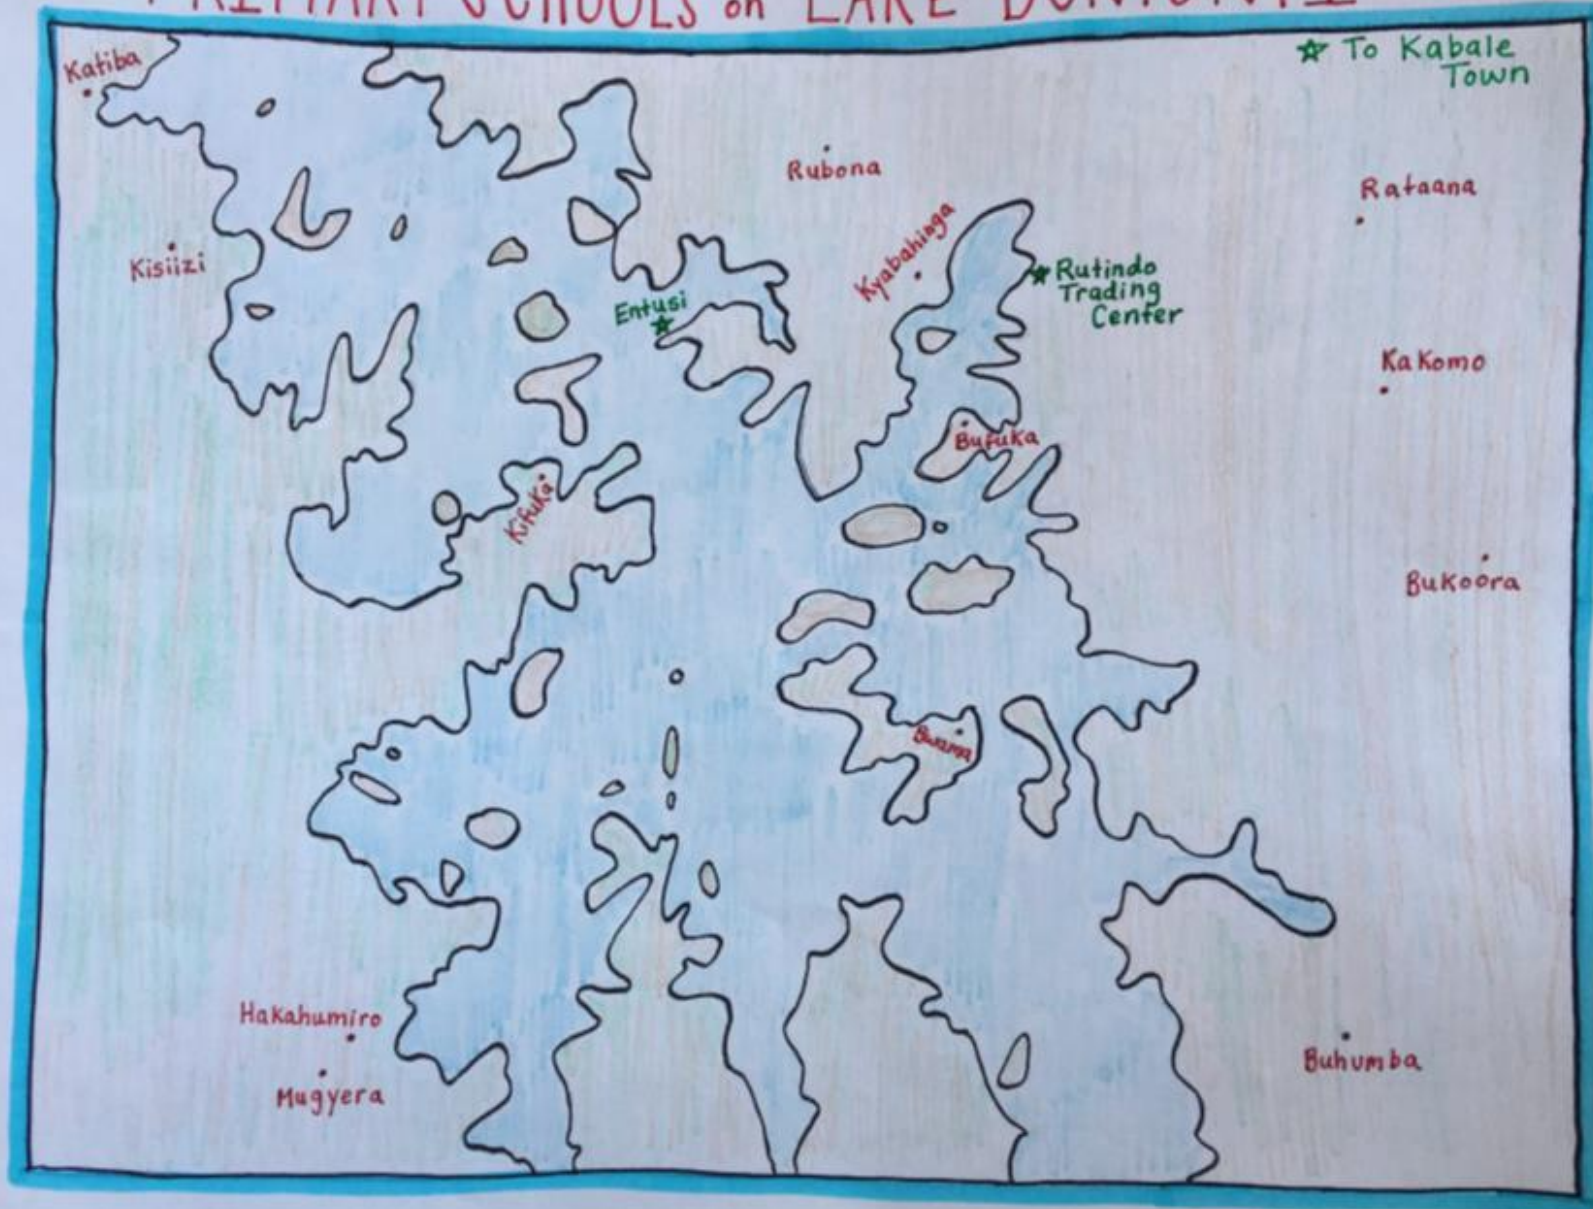 PRIMARY SCHOOLS on LAKE BUNYONYI
Katiba
★ To Kabale
Town
Rubona
Rataana
Kyabahinga
Kisiizi
★ Rutindo
Trading
Center
Entusi
★
Kakomo
Bufuka
Kifuka
Bukoora
Bwama
Hakahumiro
Mugyera
Buhumba